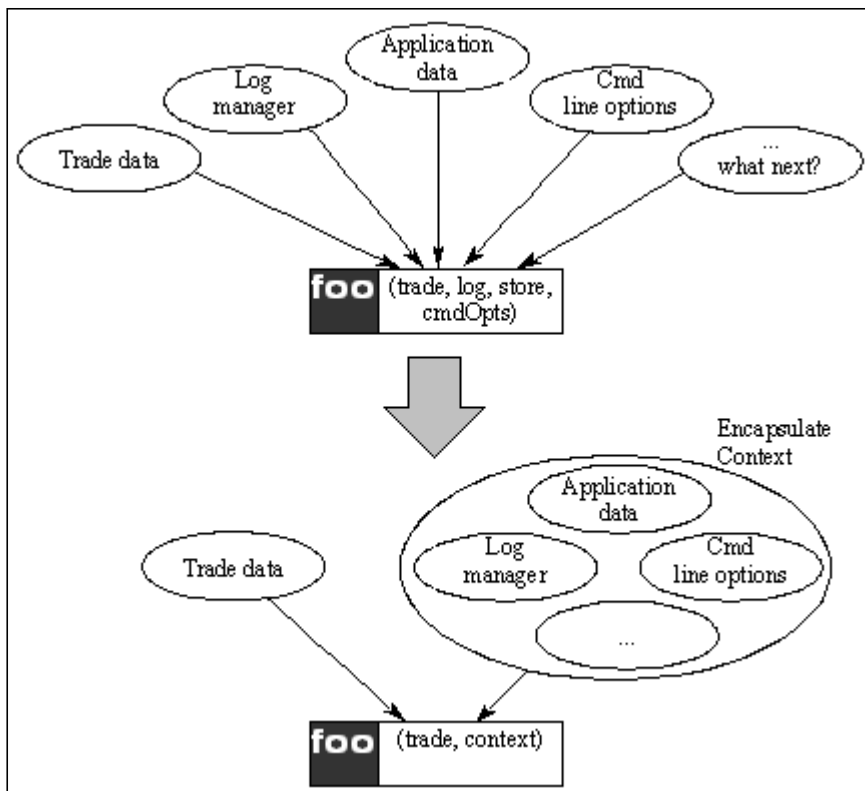 Application
data
Log
manager
Cmd
line options
Trade data
...
what next?
foo
(trade, log, store,
cmdOpts)
Encapsulate
Context
Application
data
Log
manager
Cmd
line options
Trade data
...
foo
(trade, context)